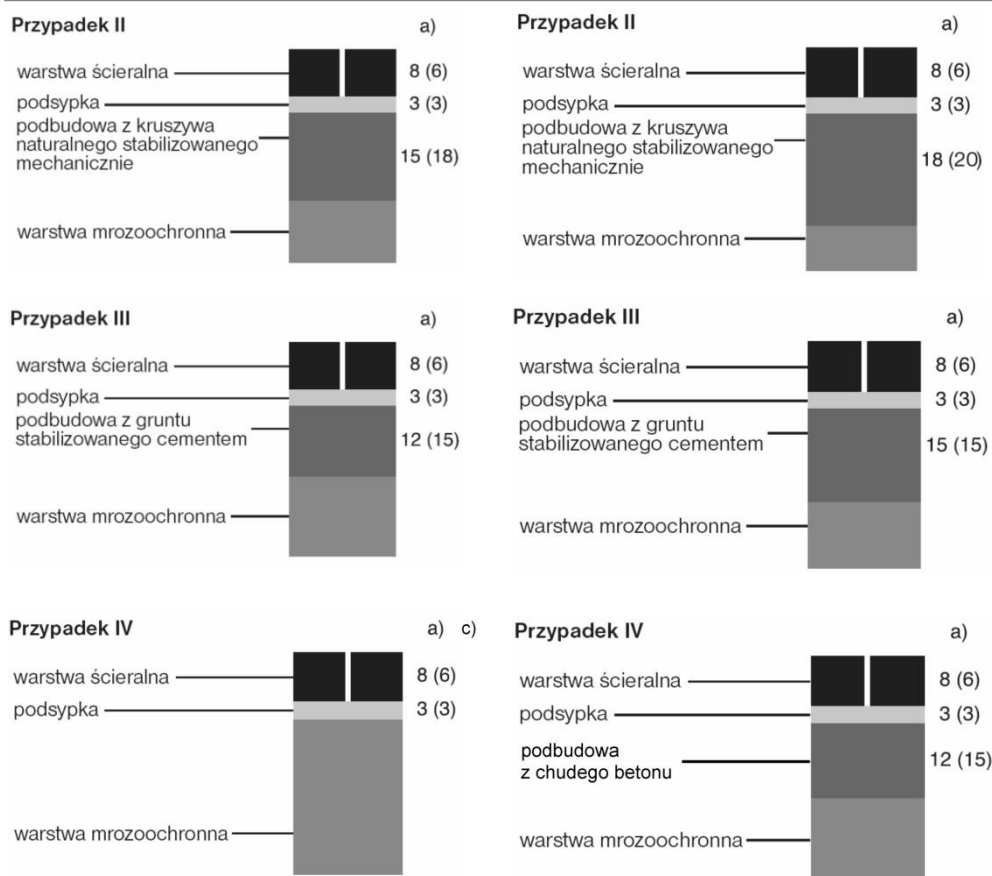 Przypadek II a)
warstwa ścieralna 8 (6)
podsypka 3 (3)
podbudowa z kruszywa
naturalnego stabilizowanego
mechanicznie
15 (18)
warstwa mrozoochronna
Przypadek II a)
warstwa ścieralna 8 (6)
podsypka 3 (3)
podbudowa z kruszywa
naturalnego stabilizowanego
mechanicznie
18 (20)
warstwa mrozoochronna
Przypadek III a)
warstwa ścieralna 8 (6)
podsypka 3 (3)
podbudowa z gruntu
stabilizowanego cementem
12 (15)
warstwa mrozoochronna
Przypadek III a)
warstwa ścieralna 8 (6)
podsypka 3 (3)
podbudowa z gruntu
stabilizowanego cementem
15 (15)
warstwa mrozoochronna
Przypadek IV a) c)
warstwa ścieralna 8 (6)
podsypka 3 (3)
warstwa mrozoochronna
Przypadek IV a)
warstwa ścieralna 8 (6)
podsypka 3 (3)
podbudowa
z chudego betonu
12 (15)
warstwa mrozoochronna